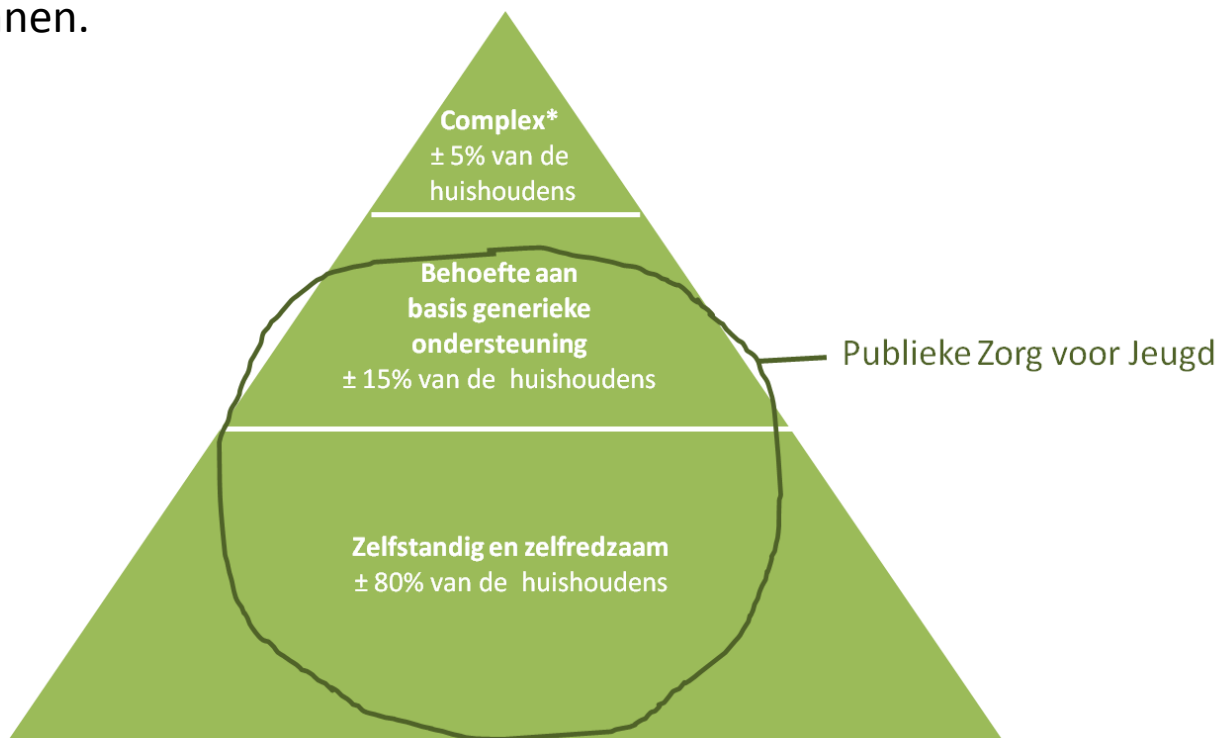 nnen.
Complex*
± 5% van de
huishoudens
Behoefte aan
basis generieke
ondersteuning
± 15% van de huishoudens
Publieke Zorg voor Jeugd
Zelfstandig en zelfredzaam
± 80% van de huishoudens